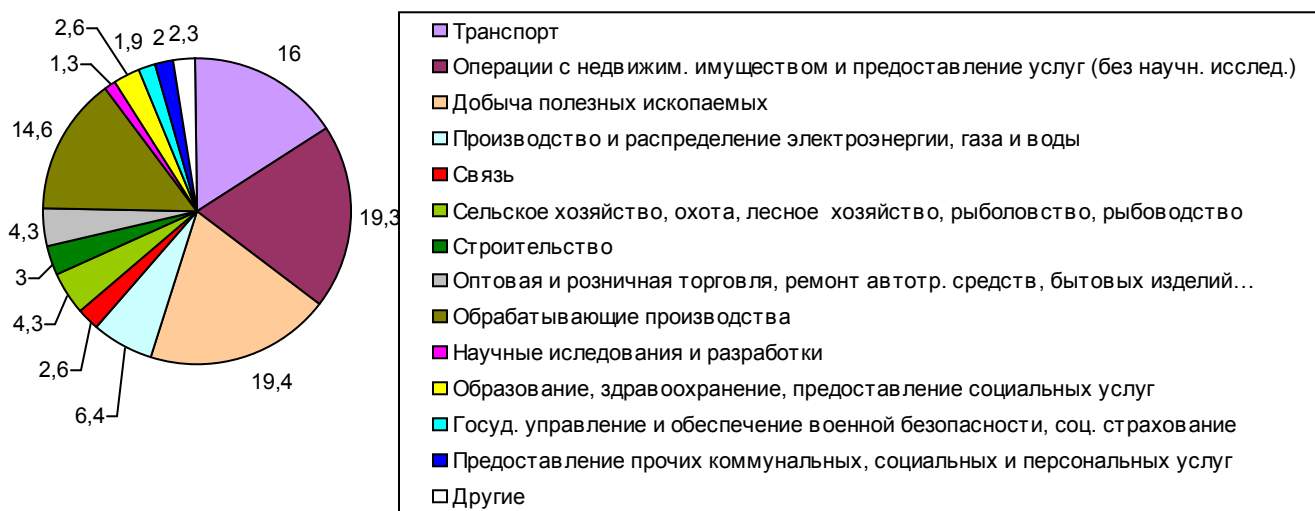 2,6
1,9
2
2,3
16
1,3
14,6
19,3
4,3
3
4,3
2,6
19,4
6,4
Транспорт
Операции с недвижим. имуществом и предоставление услуг (без научн. исслед.)
Добыча полезных ископаемых
Производство и распределение электроэнергии, газа и воды
Связь
Сельское хозяйство, охота, лесное хозяйство, рыболовство, рыбоводство
Строительство
Оптовая и розничная торговля, ремонт автотр. средств, бытовых изделий…
Обрабатывающие производства
Научные иследования и разработки
Образование, здравоохранение, предоставление социальных услуг
Госуд. управление и обеспечение военной безопасности, соц. страхование
Предоставление прочих коммунальных, социальных и персональных услуг
Другие